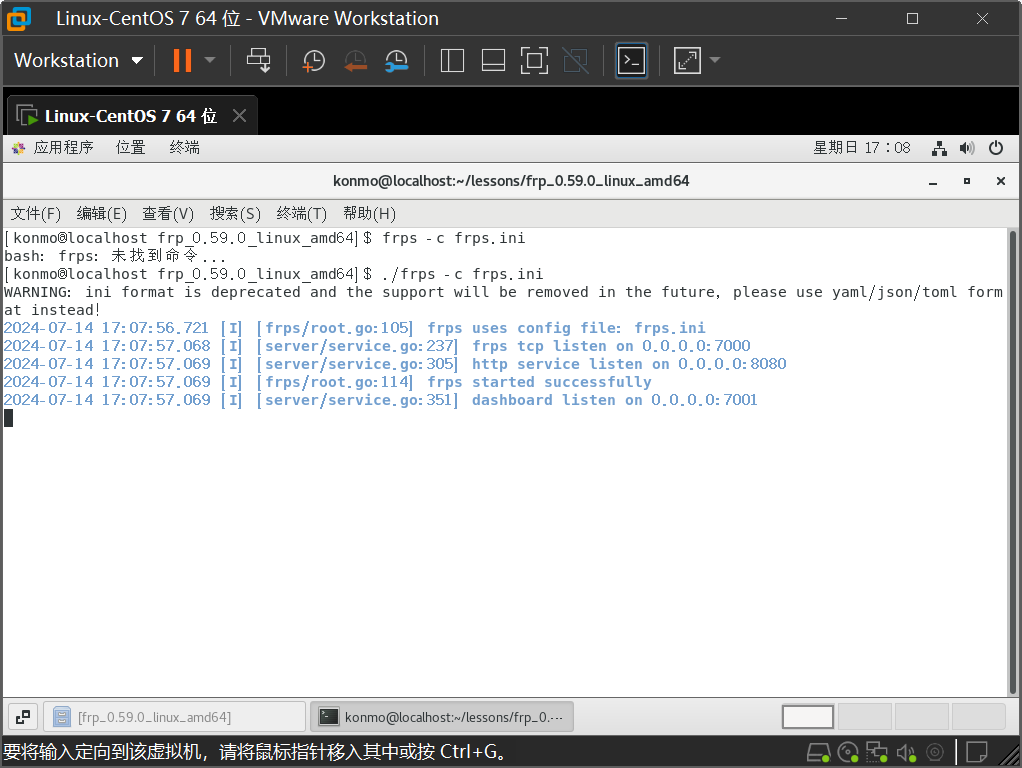 Linux-CentOS 7 64 位 - VMware Workstation
Workstation
Linux-CentOS 7 64 位
应用程序 位置 终端 星期日 17：08
konmo@localhost:~/lessons/frp_0.59.0_linux_amd64
文件(F) 编辑(E) 查看(V) 搜索(S) 终端(T) 帮助(H)
[konmo@localhost frp_0.59.0_linux_amd64]$ frps -c frps.ini
bash: frps: 未找到命令...
[konmo@localhost frp_0.59.0_linux_amd64]$ ./frps -c frps.ini
WARNING: ini format is deprecated and the support will be removed in the future, please use yaml/json/toml form
at instead!
2024-07-14 17:07:56.721 [I] [frps/root.go:105] frps uses config file: frps.ini
2024-07-14 17:07:57.068 [I] [server/service.go:237] frps tcp listen on 0.0.0.0:7000
2024-07-14 17:07:57.069 [I] [server/service.go:305] http service listen on 0.0.0.0:8080
2024-07-14 17:07:57.069 [I] [frps/root.go:114] frps started successfully
2024-07-14 17:07:57.069 [I] [server/service.go:351] dashboard listen on 0.0.0.0:7001
[frp_0.59.0_linux_amd64] konmo@localhost:~/lessons/frp_0.···
要将输入定向到该虚拟机，请将鼠标指针移入其中或按 Ctrl+G。